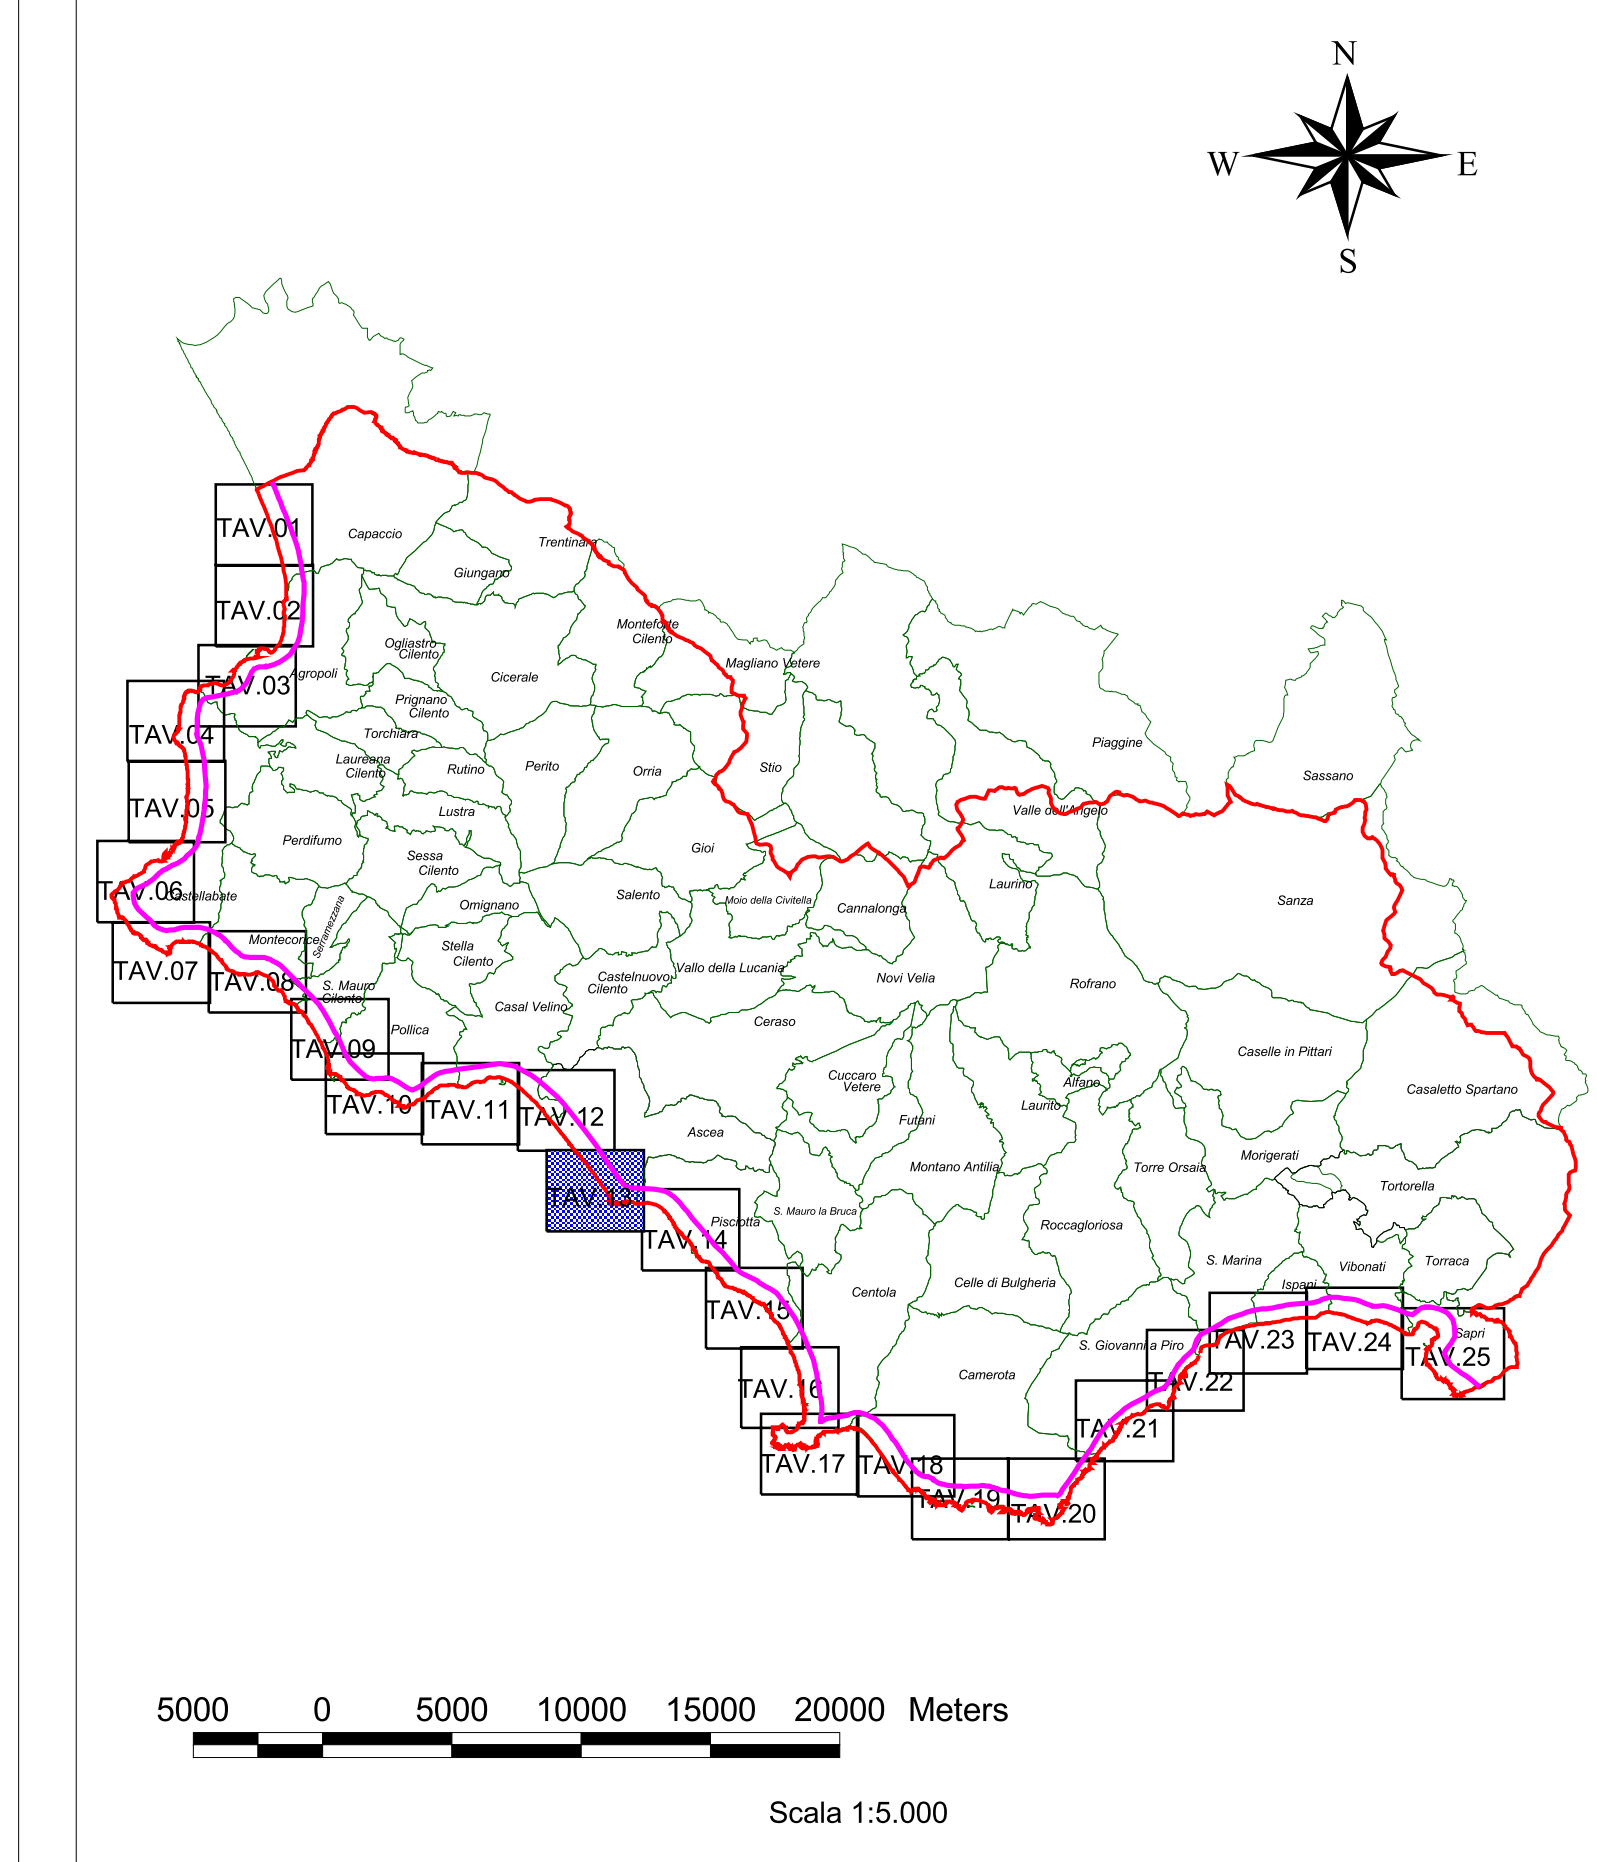 N
W
E
S
TAV.01
Capaccio
Trentinara
Giungano
TAV.02
Monteforte
Cilento
Ogliastro
Cilento
Magliano Vetere
Agropoli
TAV.03
Cicerale
Prignano
Cilento
TAV.04
Torchiara
Piaggine
Laureana
Cilento
Rutino
Perito
Orria
Stio
Sassano
TAV.05
Lustra
Valle dell'Angelo
Perdifumo
Gioi
Sessa
Cilento
TAV.06
Castellabate
Salento
Laurino
Moio della Civitella
Cannalonga
Sanza
Omignano
Serramezzana
Montecorice
Stella
Cilento
TAV.07
TAV.08
Vallo della Lucania
Castelnuovo
Cilento
Novi Velia
Rofrano
S. Mauro
Cilento
Casal Velino
Pollica
Ceraso
TAV.09
Caselle in Pittari
Cuccaro
Vetere
Alfano
Casaletto Spartano
TAV.10
TAV.11
TAV.12
Laurito
Futani
Ascea
Morigerati
Montano Antilia
Torre Orsaia
Tortorella
TAV.13
S. Mauro la Bruca
Pisciotta
Roccagloriosa
TAV.14
S. Marina
Vibonati
Torraca
Celle di Bulgheria
Ispani
Centola
TAV.15
S. Giovanni a Piro
TAV.23
TAV.24
Sapri
TAV.25
Camerota
TAV.16
TAV.22
TAV.21
TAV.17
TAV.18
TAV.19
TAV.20
5000 0 5000 10000 15000 20000 Meters
Scala 1:5.000